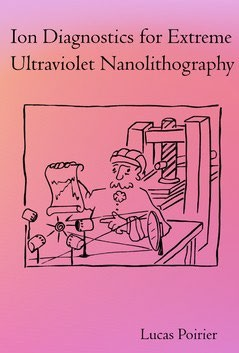 Ion Diagnostics for Extreme
Ultraviolet Nanolithography
Lucas Poirier